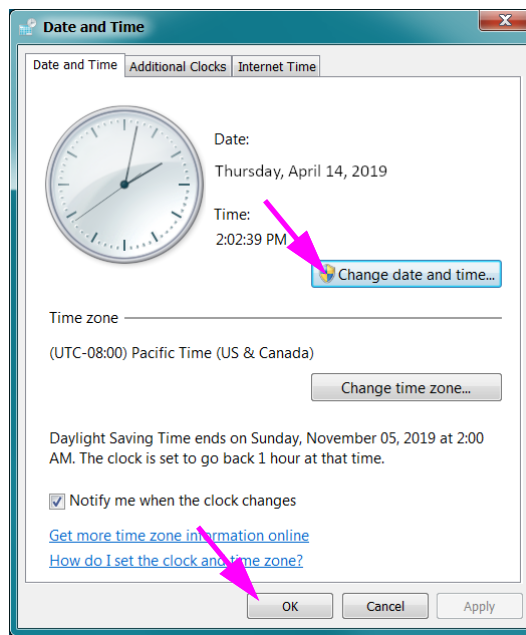 Date and Time
Date and Time Additional Clocks Internet Time
Date:
Thursday, April 14, 2019
Time:
2:02:39 PM
Change date and time...
Time zone
(UTC-08:00) Pacific Time (US & Canada)
Change time zone...
Daylight Saving Time ends on Sunday, November 05, 2019 at 2:00
AM. The clock is set to go back 1 hour at that time.
Notify me when the clock changes
Get more time zone information online
How do I set the clock and time zone?
OK Cancel Apply